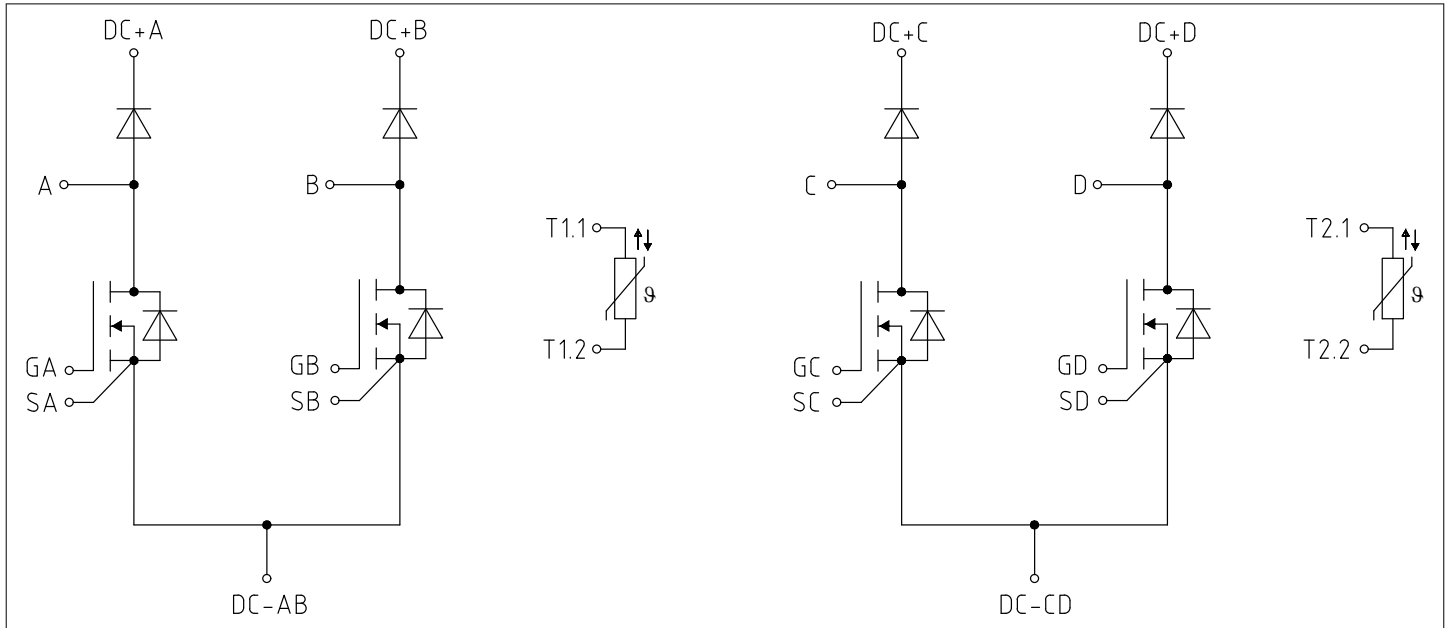 DC+A
DC+B
DC+C
DC+D
A
B
C
D
T1.1
T2.1
ϑ
ϑ
T1.2
T2.2
GA
GB
GC
GD
SA
SB
SC
SD
DC-AB
DC-CD